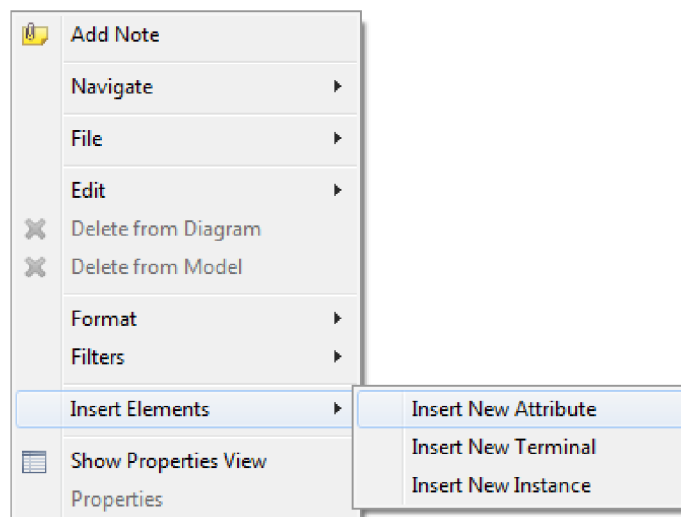 Add Note
Navigate
File
Edit
Delete from Diagram
Delete from Model
Format
Filters
Insert Elements
Insert New Attribute
Insert New Terminal
Insert New Instance
Show Properties View
Properties